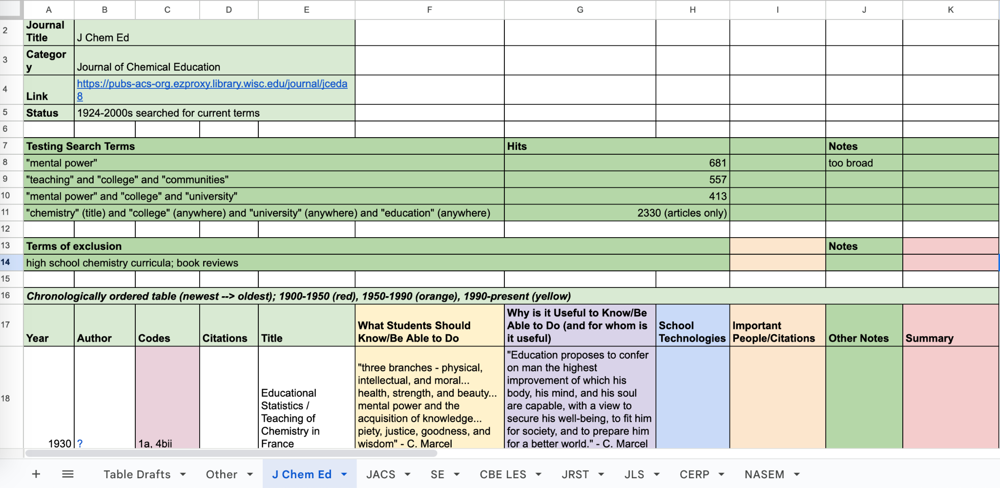 A B C D E F G H I J K
2 Journal
Title J Chem Ed
3 Categor
y Journal of Chemical Education
4 Link https://pubs-acs-org.ezproxy.library.wisc.edu/journal/jceda
8
5 Status 1924-2000s searched for current terms
6
7 Testing Search Terms Hits Notes
8 "mental power" 681 too broad
9 "teaching" and "college" and "communities" 557
10 "mental power" and "college" and "university" 413
11 "chemistry" (title) and "college" (anywhere) and "university" (anywhere) and "education" (anywhere) 2330 (articles only)
12
13 Terms of exclusion Notes
14 high school chemistry curricula; book reviews
15
16 Chronologically ordered table (newest --> oldest); 1900-1950 (red), 1950-1990 (orange), 1990-present (yellow)
17 Year Author Codes Citations Title
What Students Should
Know/Be Able to Do
Why is it Useful to Know/Be
Able to Do (and for whom is
it useful)
School
Technologies
Important
People/Citations
Other Notes
Summary
18 1930 ? 1a, 4bii
Educational
Statistics /
Teaching of
Chemistry in
France
"three branches - physical,
intellectual, and moral...
health, strength, and beauty...
mental power and the
acquisition of knowledge...
piety, justice, goodness, and
wisdom" - C. Marcel
"Education proposes to confer
on man the highest
improvement of which his
body, his mind, and his soul
are capable, with a view to
secure his well-being, to fit him
for society, and to prepare him
for a better world." - C. Marcel
+ Table Drafts Other J Chem Ed JACS SE CBE LES JRST JLS CERP NASEM